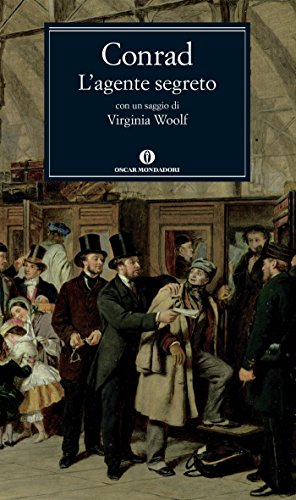 Conrad
L'agente segreto
con un saggio di
Virginia Woolf
OSCAR MONDADORI